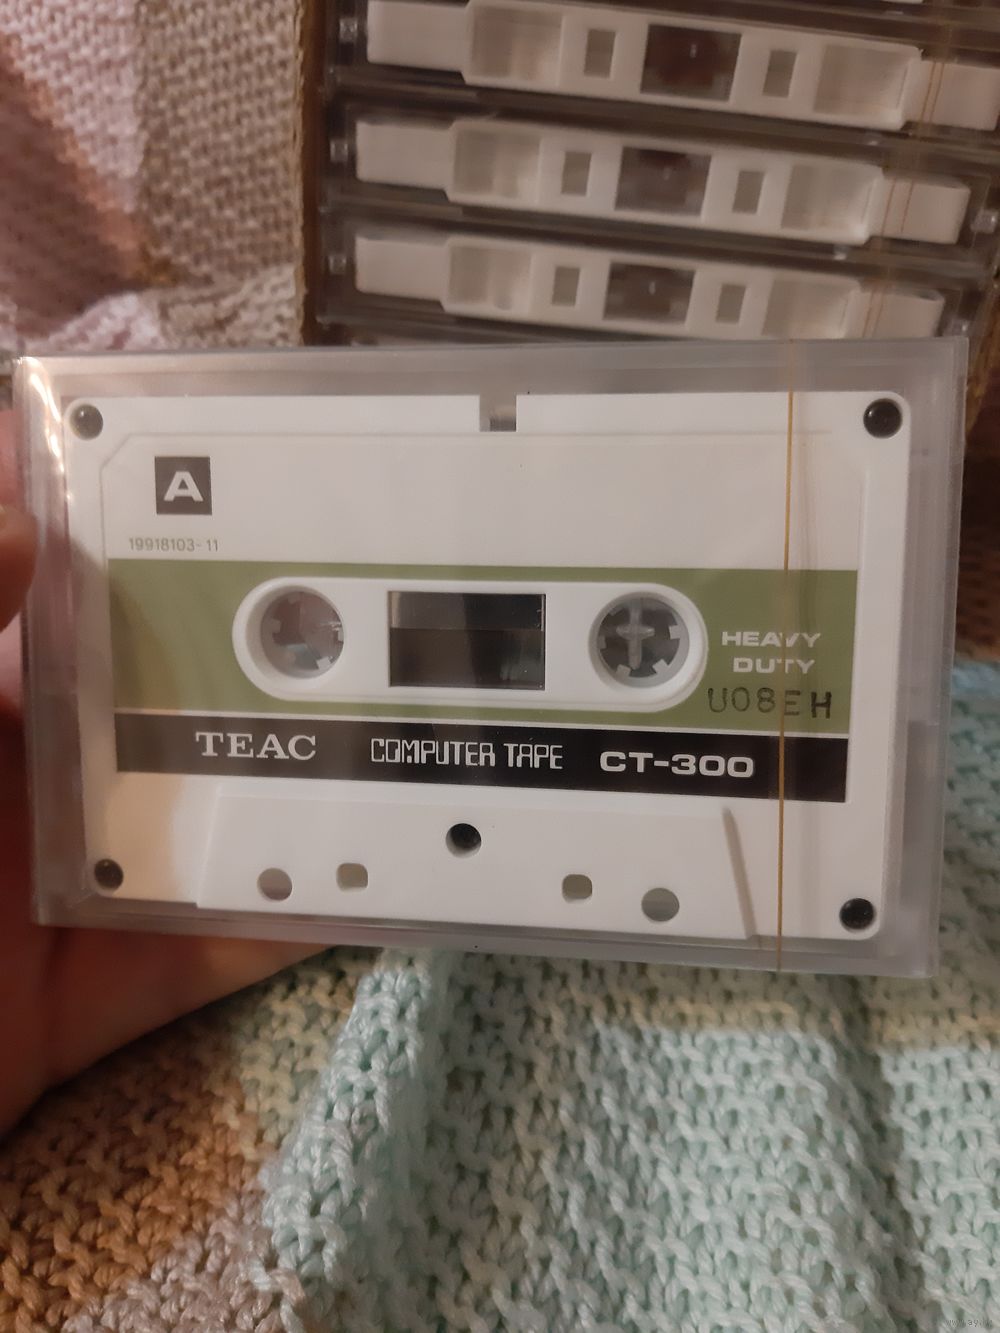 A
19918103-11
HEAVY
DUTY
U08EH
TEAC COMPUTER TAPE CT-300